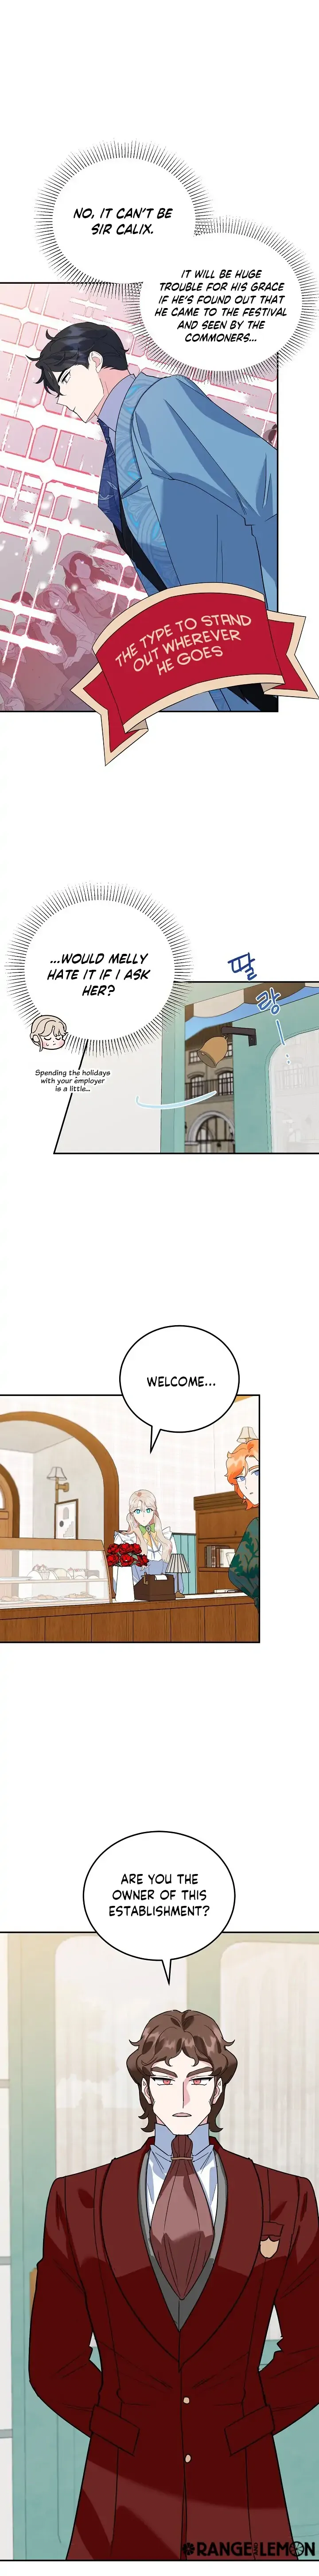 NO, IT CAN'T BE
SIR CALIX.
IT WILL BE HUGE
TROUBLE FOR HIS GRACE
IF HE'S FOUND OUT THAT
HE CAME TO THE FESTIVAL
AND SEEN BY THE
COMMONERS...
THE TYPE TO STAND
OUT WHEREVER
HE GOES
...WOULD MELLY
HATE IT IF I ASK
HER?
Spending the holidays
with your employer
is a little...
딸
랑
WELCOME...
ARE YOU THE
OWNER OF THIS
ESTABLISHMENT?
ORANGE AND LEMON